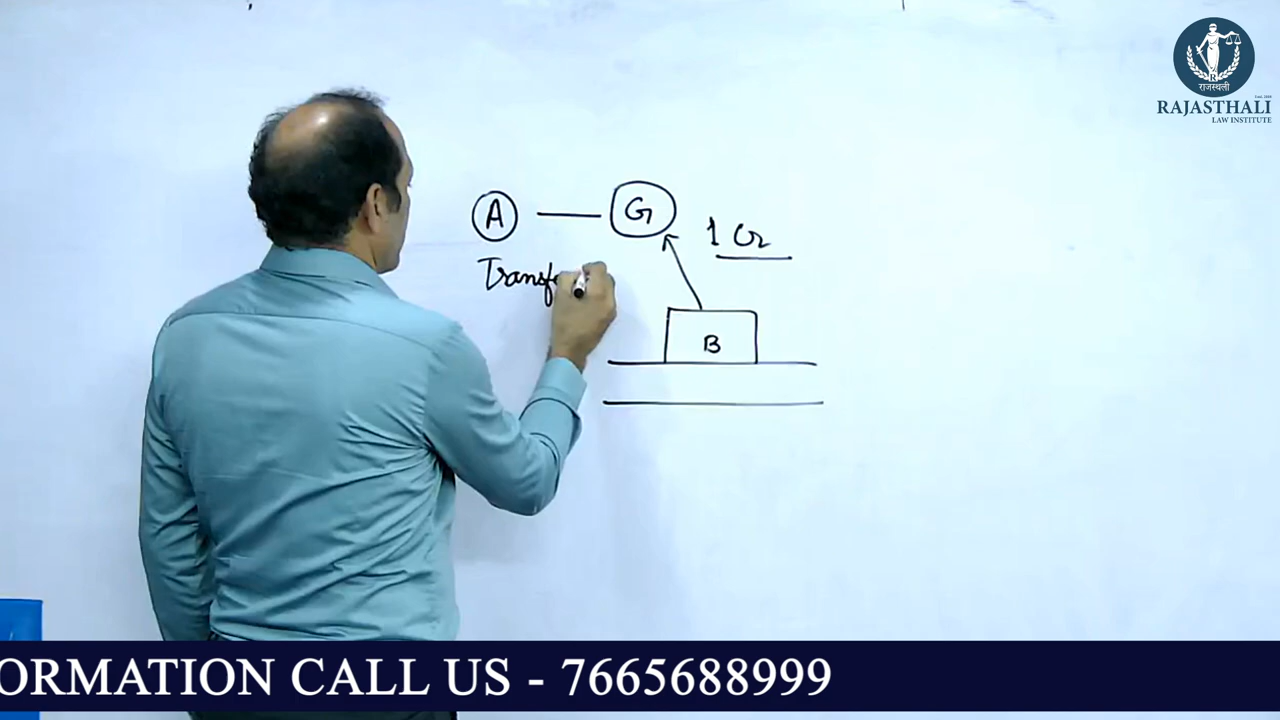 राजस्थली
RAJASTHALI
LAW INSTITUTE
A
G
1 Cr
B
ORMATION CALL US - 7665688999